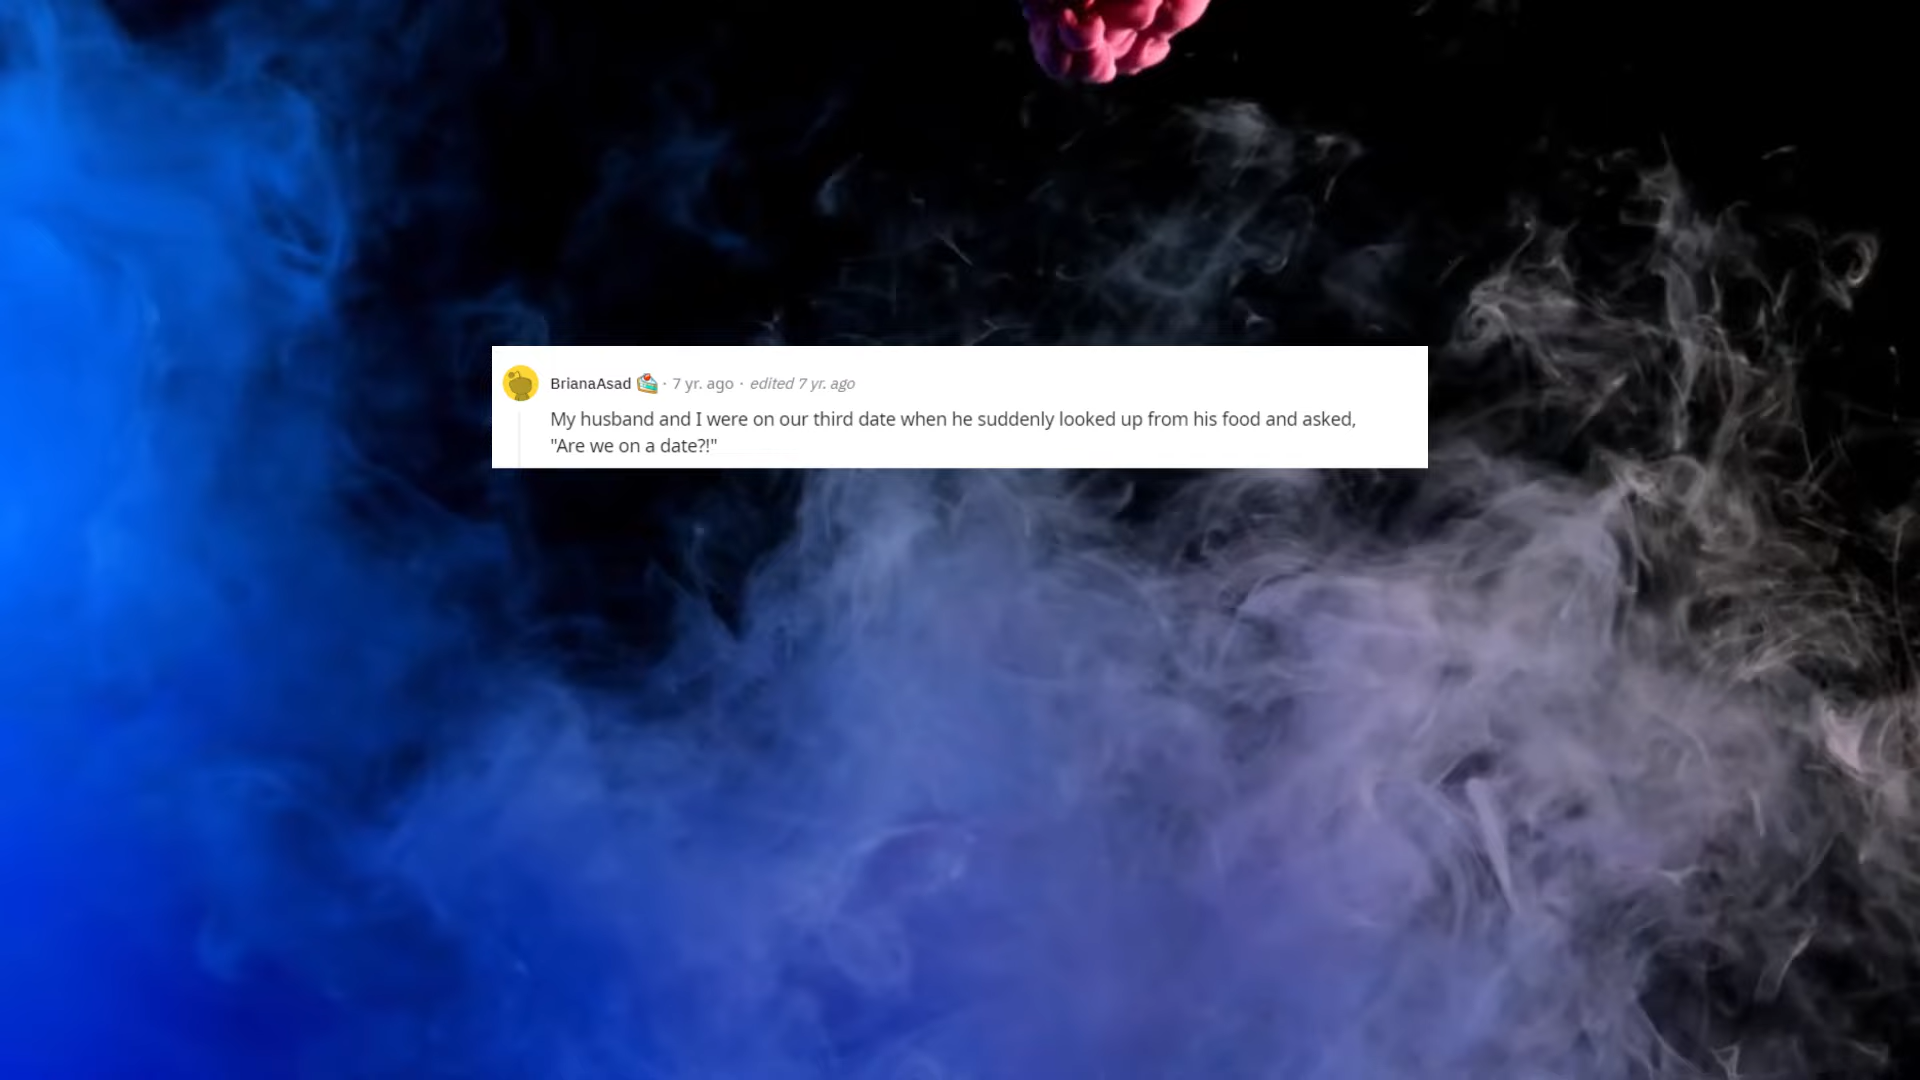 BrianaAsad · 7 yr. ago · edited 7 yr. ago
My husband and I were on our third date when he suddenly looked up from his food and asked,
"Are we on a date?!"